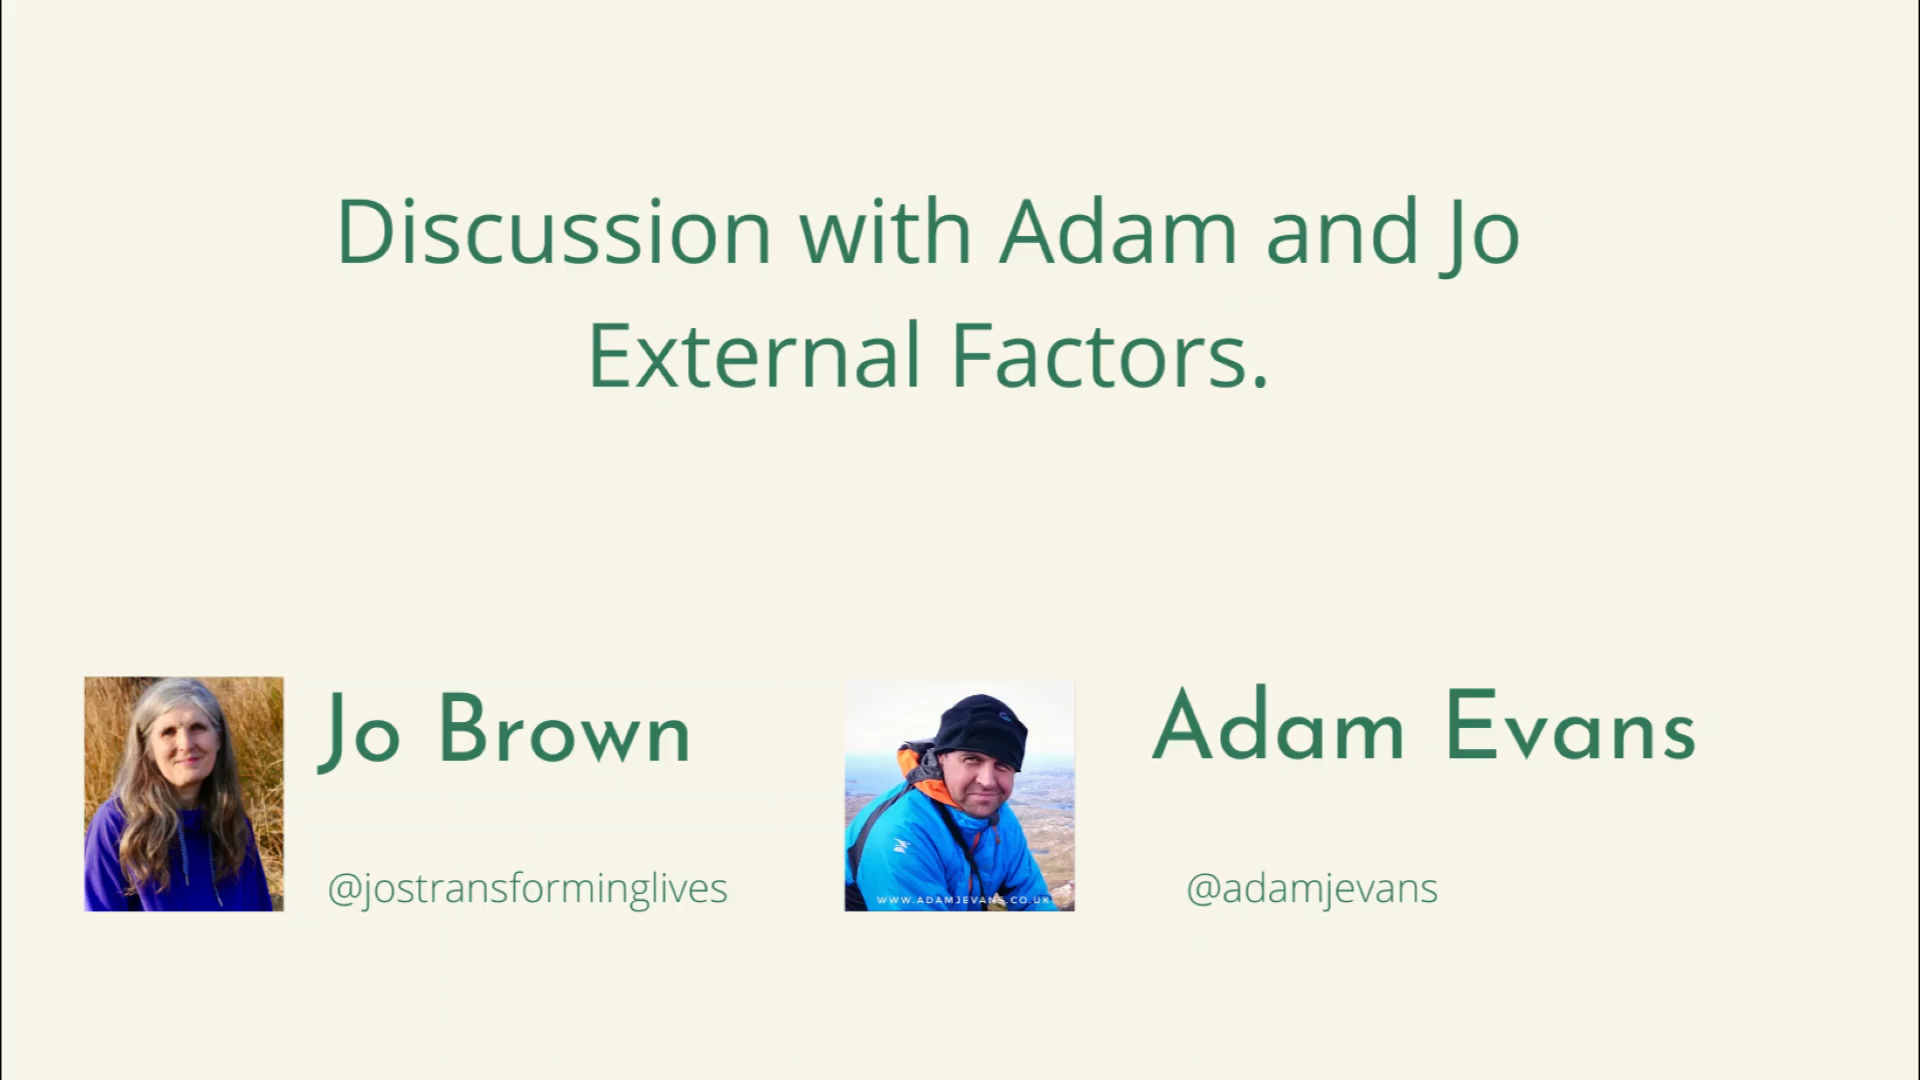 Discussion with Adam and Jo
External Factors.
Jo Brown
@jostransforminglives
WWW.ADAMJEVANS.CO.UK
Adam Evans
@adamjevans